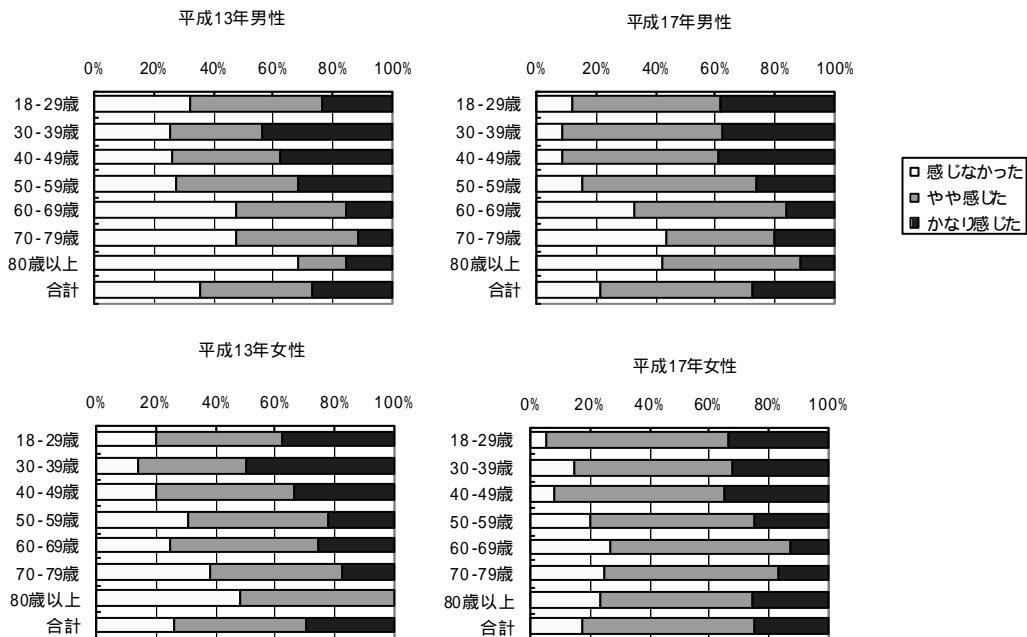 平成13年男性
0% 20% 40% 60% 80% 100%
18-29歳
30-39歳
40-49歳
50-59歳
60-69歳
70-79歳
80歳以上
合計
平成17年男性
0% 20% 40% 60% 80% 100%
18-29歳
30-39歳
40-49歳
50-59歳
60-69歳
70-79歳
80歳以上
合計
感じなかった
やや感じた
かなり感じた
平成13年女性
0% 20% 40% 60% 80% 100%
18-29歳
30-39歳
40-49歳
50-59歳
60-69歳
70-79歳
80歳以上
合計
平成17年女性
0% 20% 40% 60% 80% 100%
18-29歳
30-39歳
40-49歳
50-59歳
60-69歳
70-79歳
80歳以上
合計